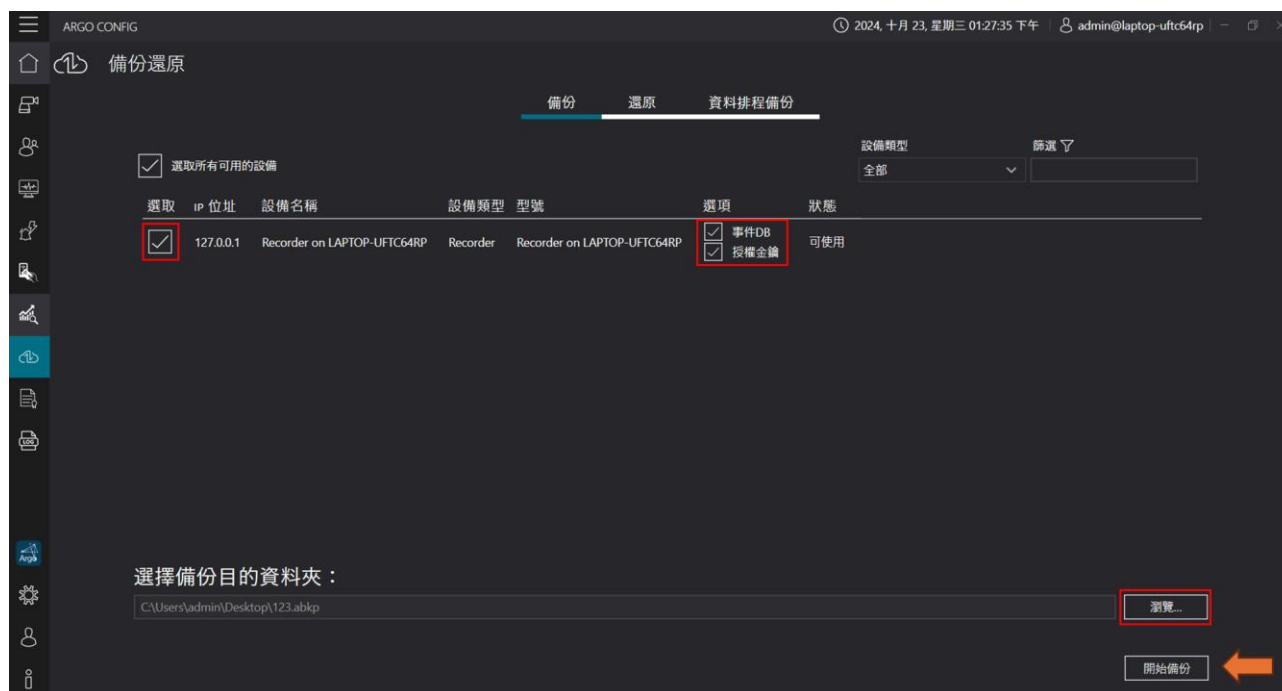 ARGO CONFIG
2024, 十月 23, 星期三 01:27:35 下午
admin@laptop-uftc64rp
備份還原
備份 還原 資料排程備份
設備類型 篩選
選取所有可用的設備
全部
選取 IP 位址 設備名稱 設備類型 型號 選項 狀態
127.0.0.1 Recorder on LAPTOP-UFTC64RP Recorder Recorder on LAPTOP-UFTC64RP 事件DB 可使用
授權金鑰
LOG
Argo
選擇備份目的資料夾：
C:\Users\admin\Desktop\123.abkp
瀏覽...
開始備份